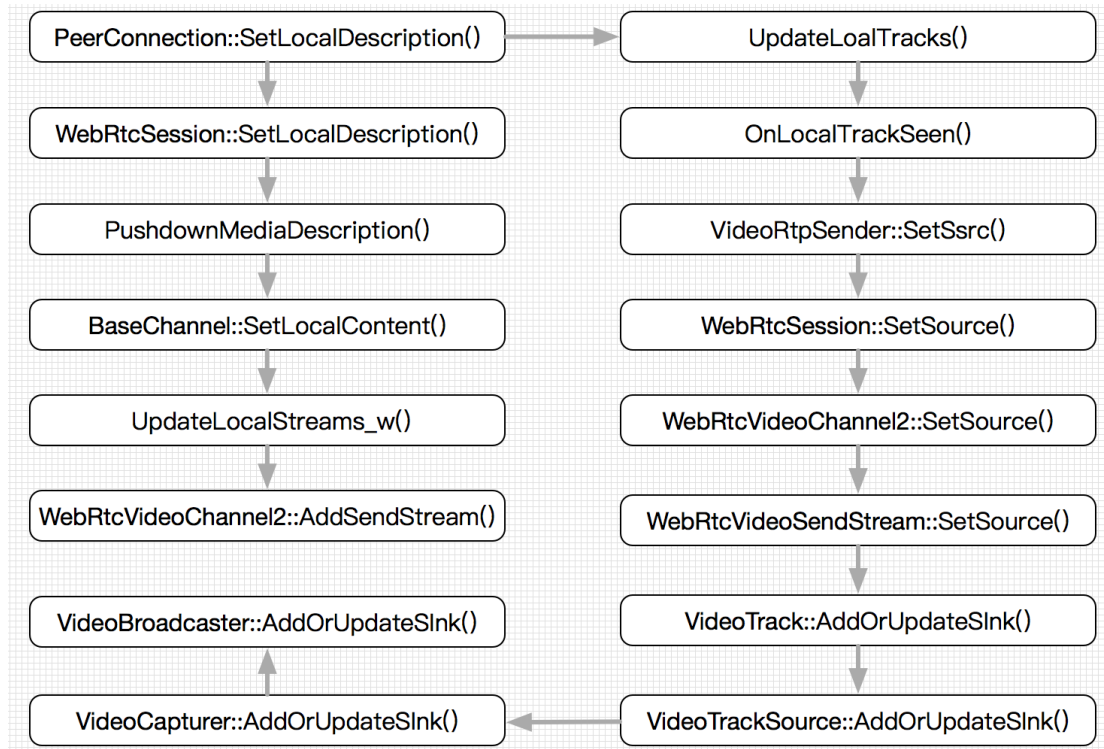 PeerConnection::SetLocalDescription()
UpdateLoalTracks()
WebRtcSession::SetLocalDescription()
OnLocalTrackSeen()
PushdownMediaDescription()
VideoRtpSender::SetSsrc()
BaseChannel::SetLocalContent()
WebRtcSession::SetSource()
UpdateLocalStreams_w()
WebRtcVideoChannel2::SetSource()
WebRtcVideoChannel2::AddSendStream()
WebRtcVideoSendStream::SetSource()
VideoBroadcaster::AddOrUpdateSInk()
VideoTrack::AddOrUpdateSInk()
VideoCapturer::AddOrUpdateSInk()
VideoTrackSource::AddOrUpdateSInk()